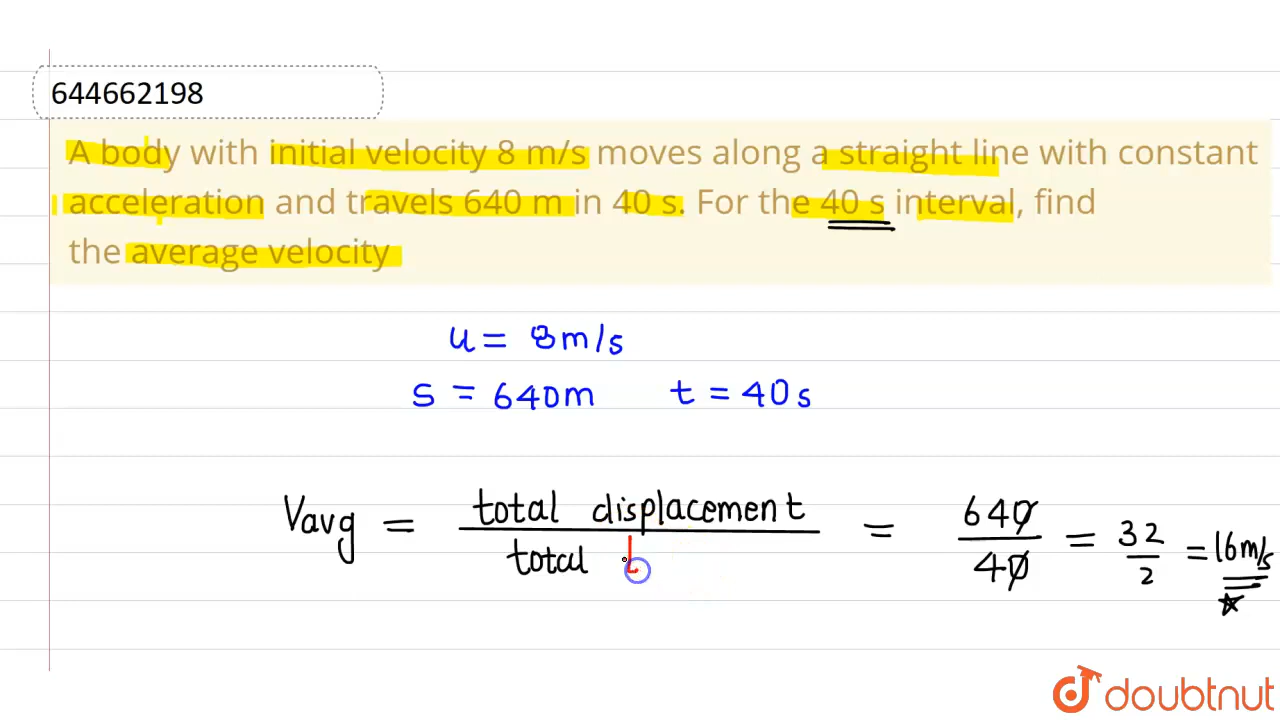 644662198
A body with initial velocity 8 m/s moves along a straight line with constant
acceleration and travels 640 m in 40 s. For the 40 s interval, find
the average velocity
u = 8m/s
s = 640m t = 40s
Vavg = total displacement / total = 640 / 40 = 32 / 2 = 16m/s
doubtnut